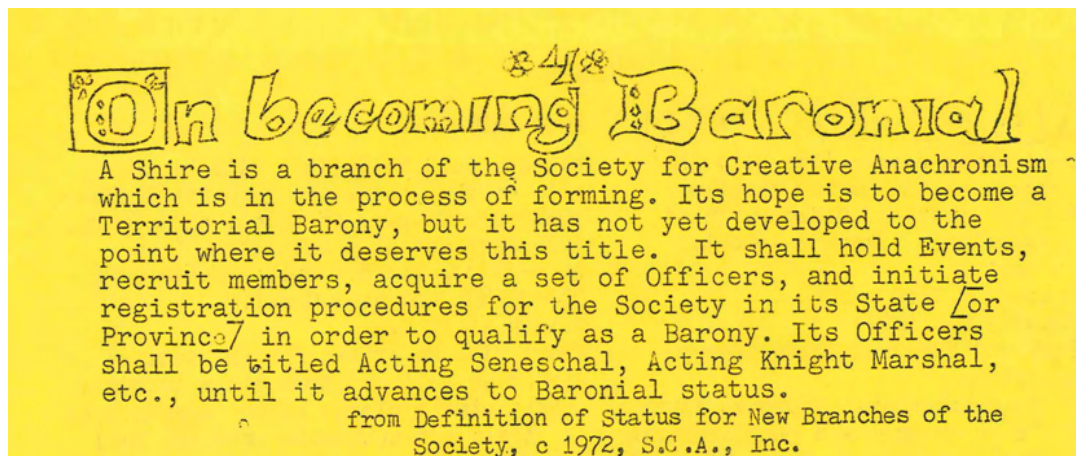 4
On becoming Baronial
A Shire is a branch of the Society for Creative Anachronism
which is in the process of forming. Its hope is to become a
Territorial Barony, but it has not yet developed to the
point where it deserves this title.  It shall hold Events,
recruit members, acquire a set of Officers, and initiate
registration procedures for the Society in its State /or
Province/ in order to qualify as a Barony. Its Officers
shall be titled Acting Seneschal, Acting Knight Marshal,
etc., until it advances to Baronial status.
from Definition of Status for New Branches of the
Society, c 1972, S.C.A., Inc.